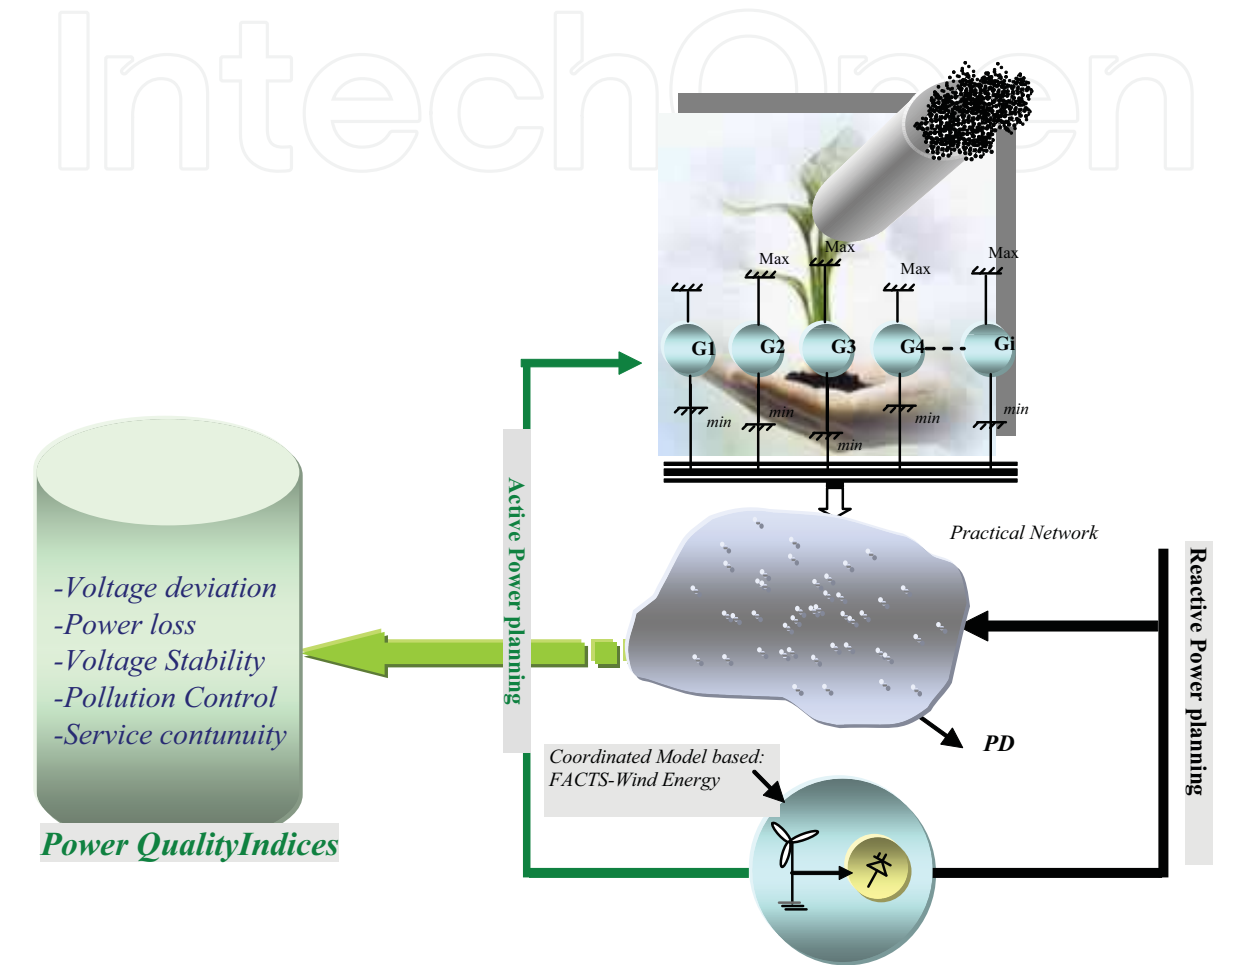 IntechOpen
Max
Max
Max
Max
G1
G2
G3
G4
Gi
min
min
min
min
min
Active Power planning
Practical Network
Reactive Power planning
-Voltage deviation
-Power loss
-Voltage Stability
-Pollution Control
-Service contunuity
Power QualityIndices
PD
Coordinated Model based:
FACTS-Wind Energy